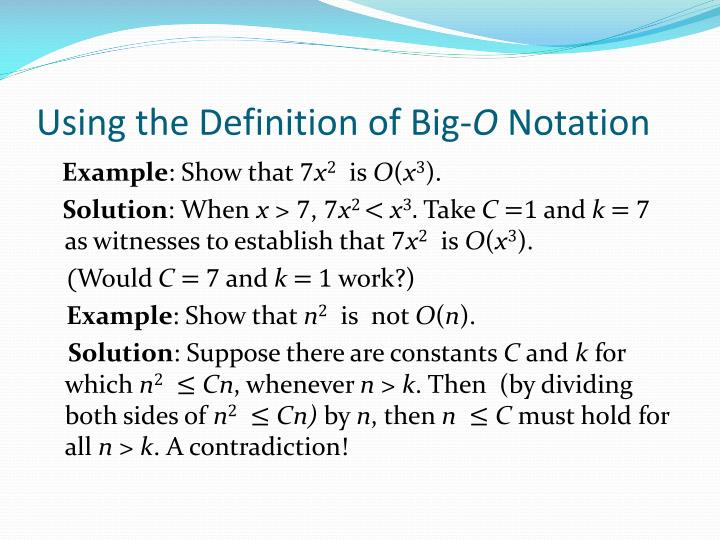 Using the Definition of Big-O Notation
Example: Show that 7x² is O(x³).
Solution: When x > 7, 7x² < x³. Take C =1 and k = 7
as witnesses to establish that 7x² is O(x³).
(Would C = 7 and k = 1 work?)
Example: Show that n² is not O(n).
Solution: Suppose there are constants C and k for
which n² ≤ Cn, whenever n > k. Then (by dividing
both sides of n² ≤ Cn) by n, then n ≤ C must hold for
all n > k. A contradiction!